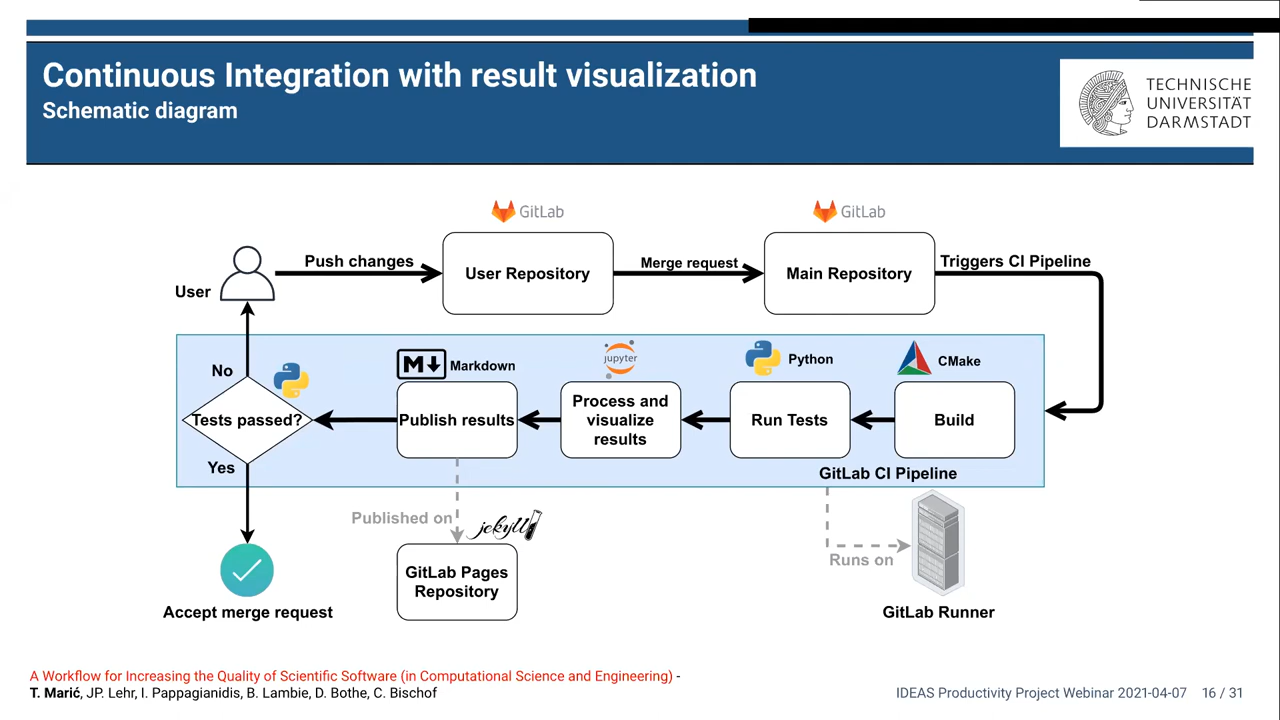 Continuous Integration with result visualization
Schematic diagram
TECHNISCHE
UNIVERSITÄT
DARMSTADT
GitLab
GitLab
User
Push changes
User Repository
Merge request
Main Repository
Triggers CI Pipeline
No
Tests passed?
Yes
Markdown
Publish results
jupyter
Process and
visualize
results
Python
Run Tests
CMake
Build
GitLab CI Pipeline
Published on
jekyll
GitLab Pages
Repository
Runs on
GitLab Runner
Accept merge request
A Workflow for Increasing the Quality of Scientific Software (in Computational Science and Engineering) -
T. Marić, JP. Lehr, I. Pappagianidis, B. Lambie, D. Bothe, C. Bischof
IDEAS Productivity Project Webinar 2021-04-07 16 / 31